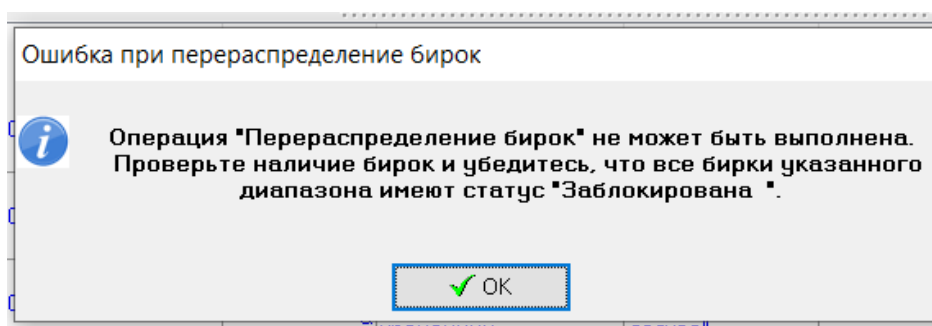 Ошибка при перераспределение бирок
Операция "Перераспределение бирок" не может быть выполнена.
Проверьте наличие бирок и убедитесь, что все бирки указанного
диапазона имеют статус "Заблокирована  ".
OK